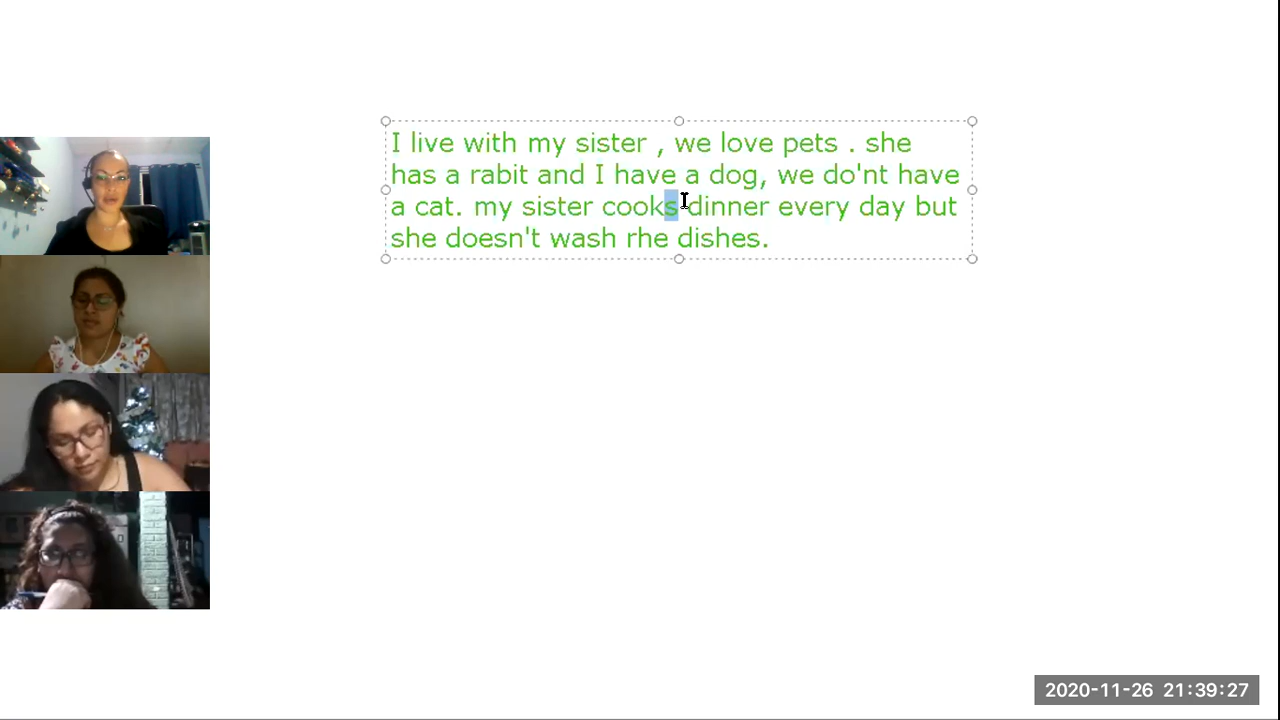 I live with my sister , we love pets . she
has a rabit and I have a dog, we do'nt have
a cat. my sister cooks dinner every day but
she doesn't wash rhe dishes.
2020-11-26 21:39:27